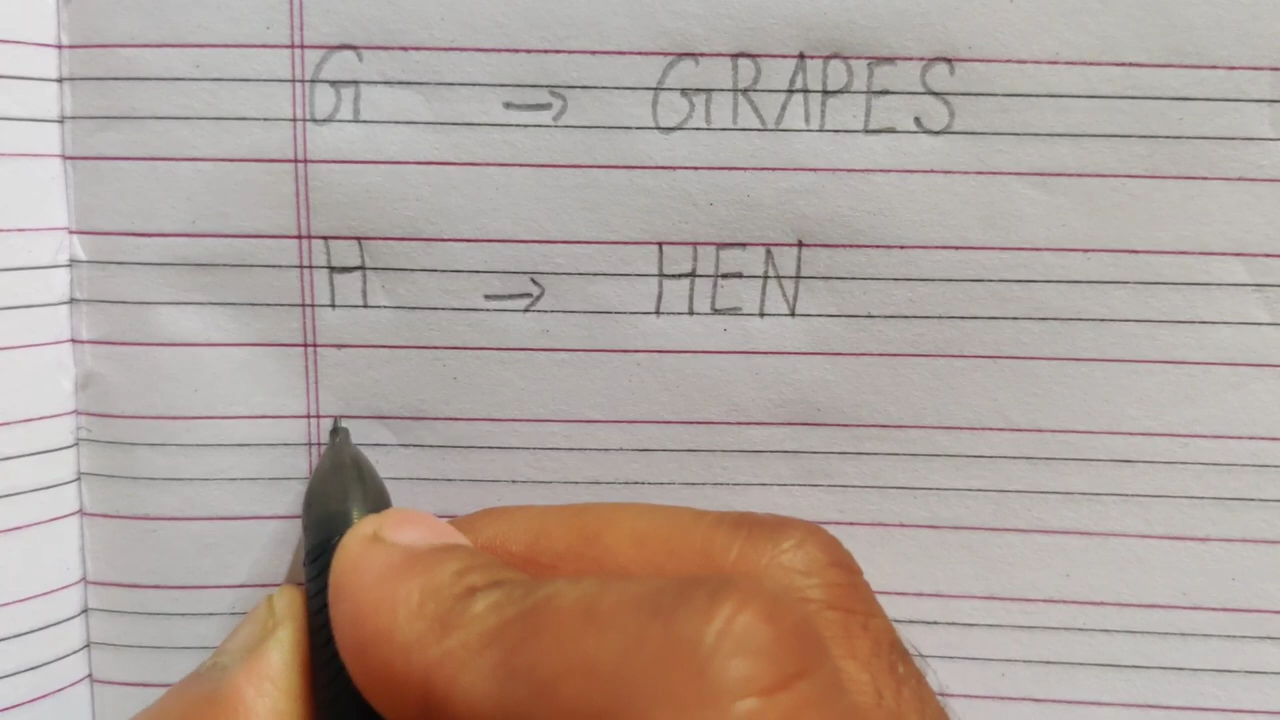 G → GRAPES
H → HEN